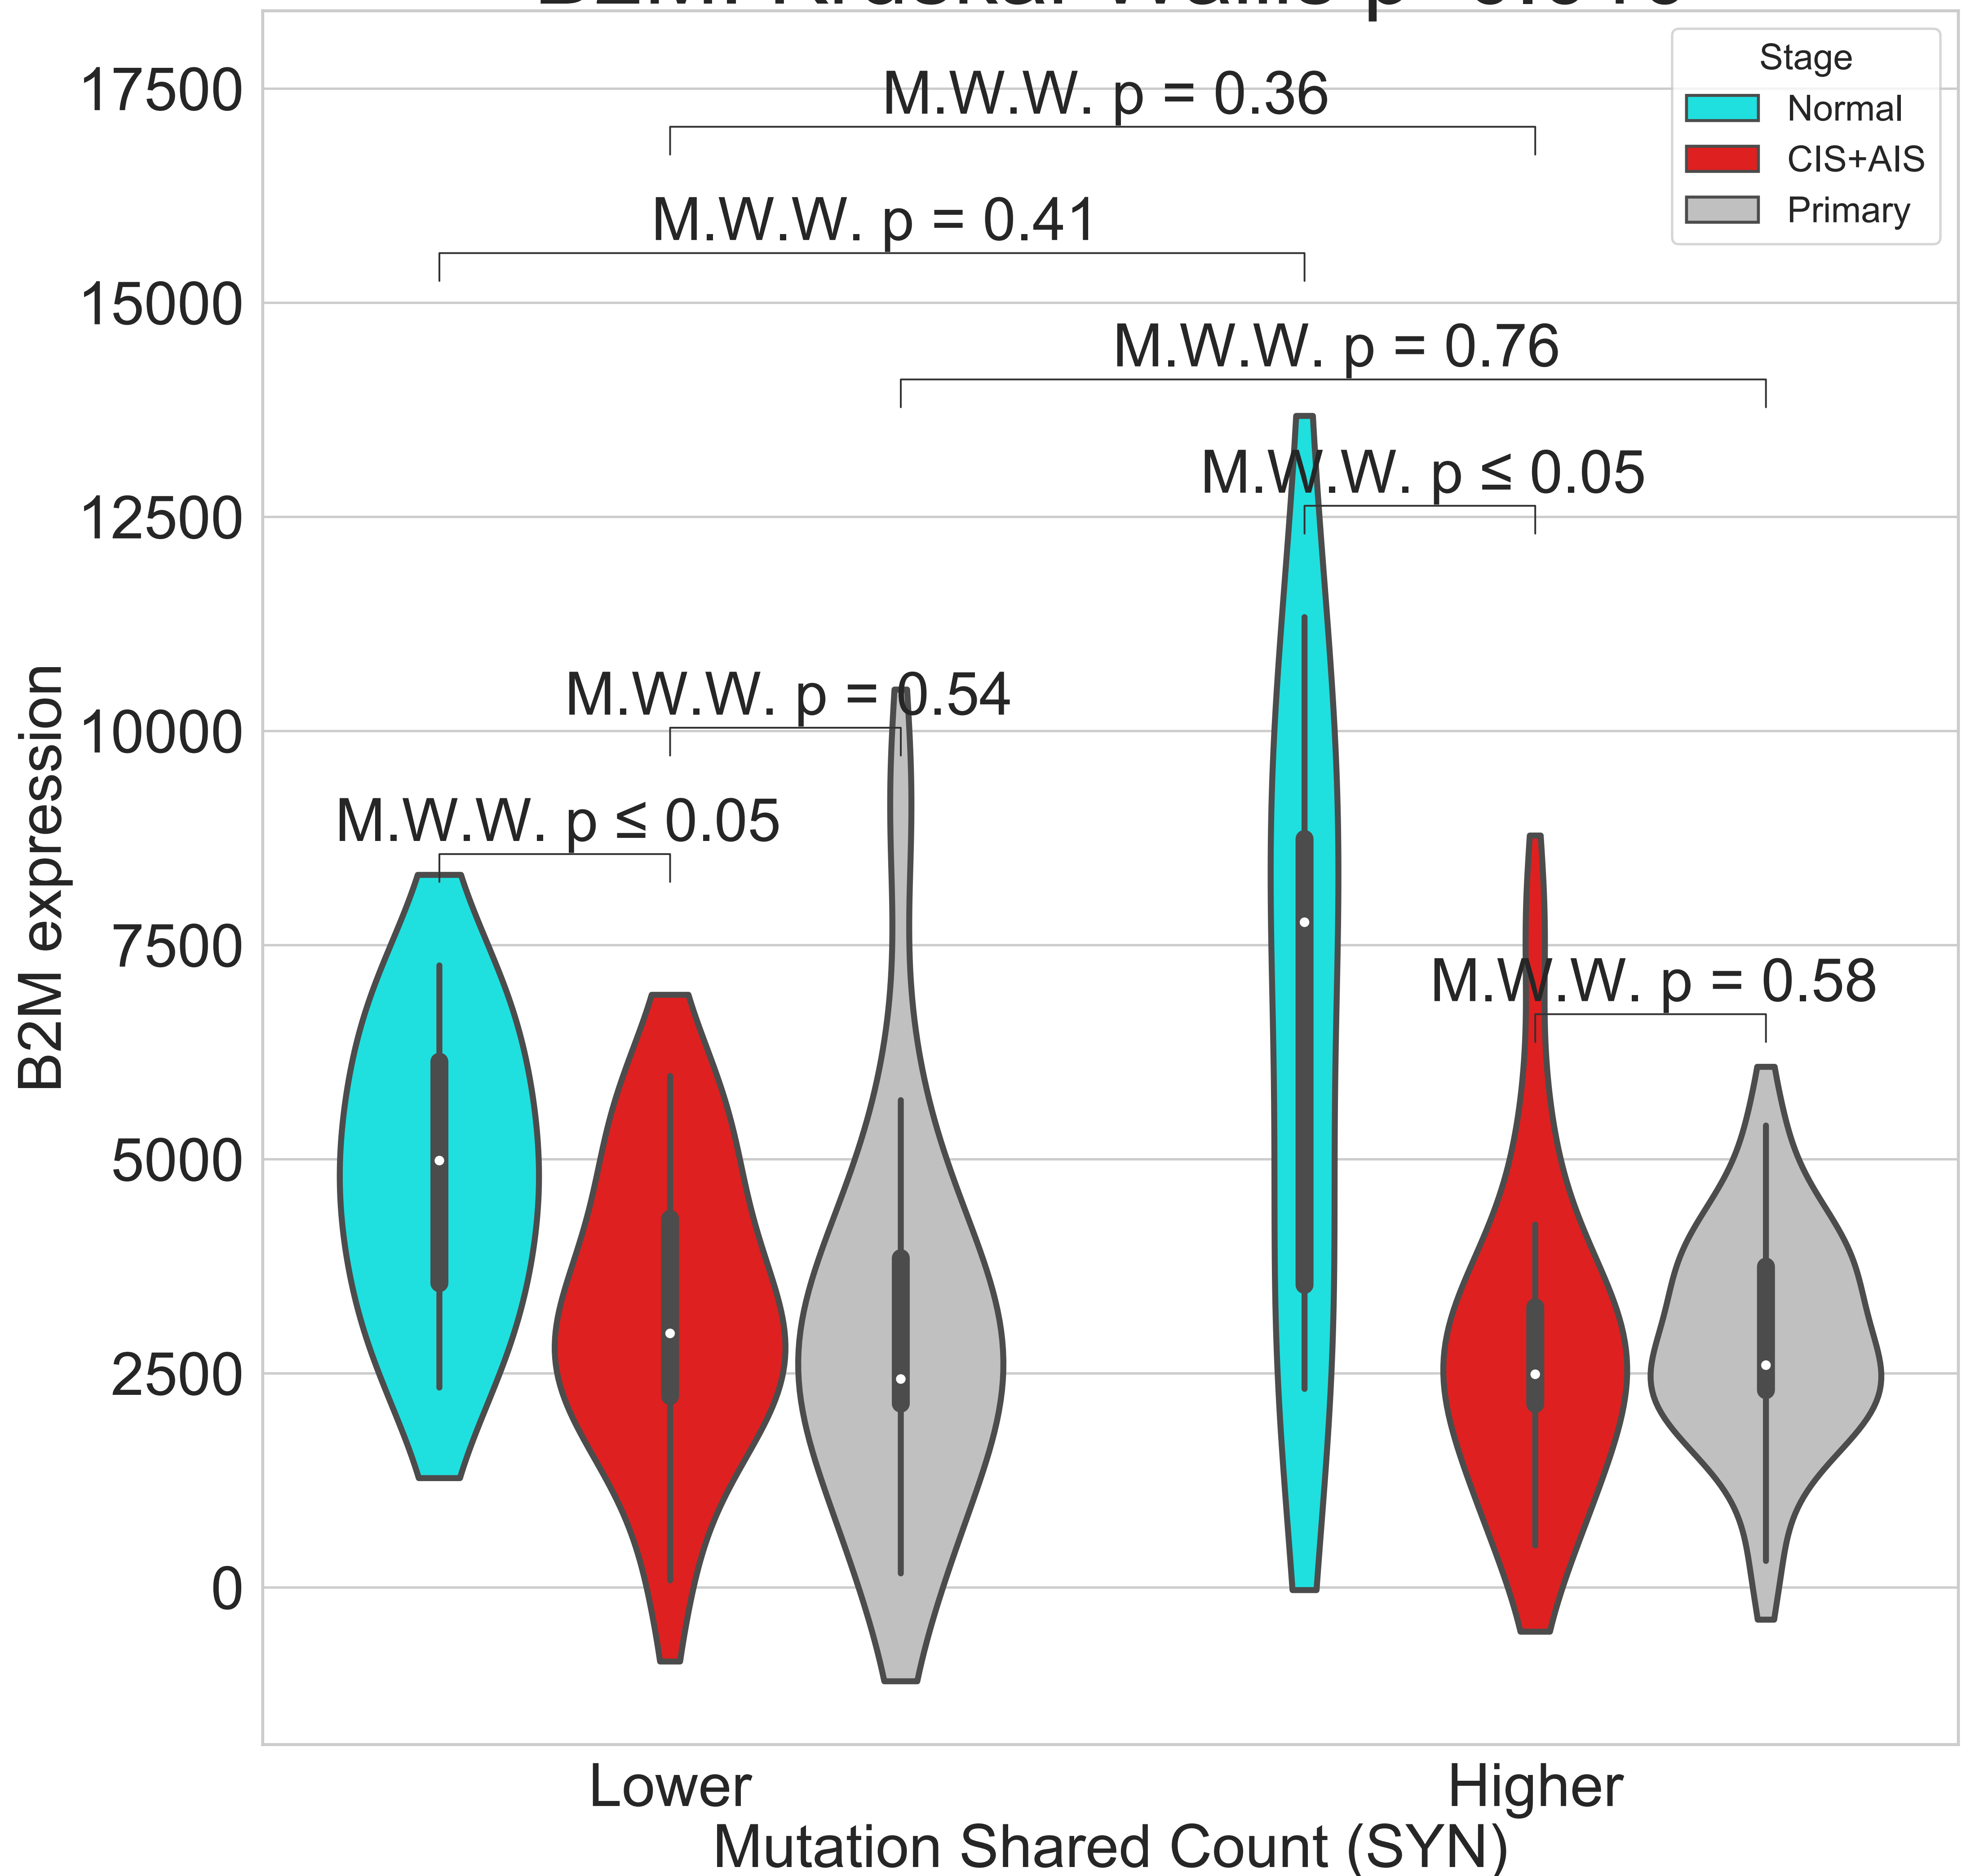 Stage
Normal
CIS+AIS
Primary
M.W.W. p = 0.36
M.W.W. p = 0.41
M.W.W. p = 0.76
M.W.W. p ≤ 0.05
M.W.W. p = 0.54
M.W.W. p ≤ 0.05
M.W.W. p = 0.58
17500
15000
12500
10000
7500
5000
2500
0
B2M expression
Lower
Higher
Mutation Shared Count (SYN)